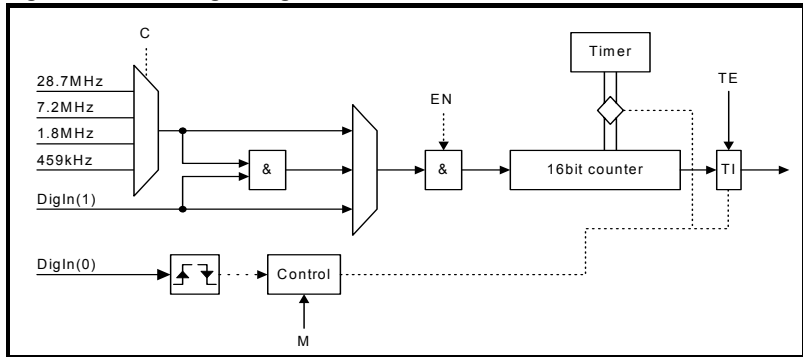 C
Timer
28.7MHz
TE
7.2MHz
EN
1.8MHz
459kHz
&
&
16bit counter
TI
DigIn(1)
DigIn(0)
Control
M